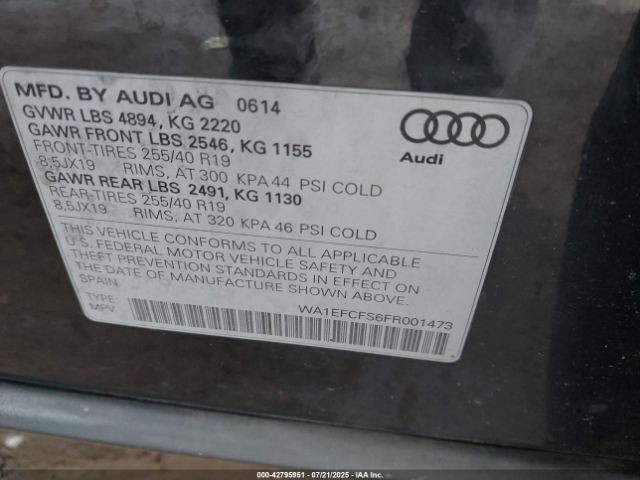 MFD. BY AUDI AG 0614
GVWR LBS 4894, KG 2220
GAWR FRONT LBS 2546, KG 1155
FRONT-TIRES 255/40 R19
8,5JX19 RIMS, AT 300 KPA 44 PSI COLD
GAWR REAR LBS 2491, KG 1130
REAR-TIRES 255/40 R19
8,5JX19 RIMS, AT 320 KPA 46 PSI COLD
Audi
THIS VEHICLE CONFORMS TO ALL APPLICABLE
U.S. FEDERAL MOTOR VEHICLE SAFETY AND
THEFT PREVENTION STANDARDS IN EFFECT ON
THE DATE OF MANUFACTURE SHOWN ABOVE.
SPAIN
WA1EFCFS6FR001473
TYPE:
MPV
000-42795951 | 07/21/2025 | Copyright IAA, LLC